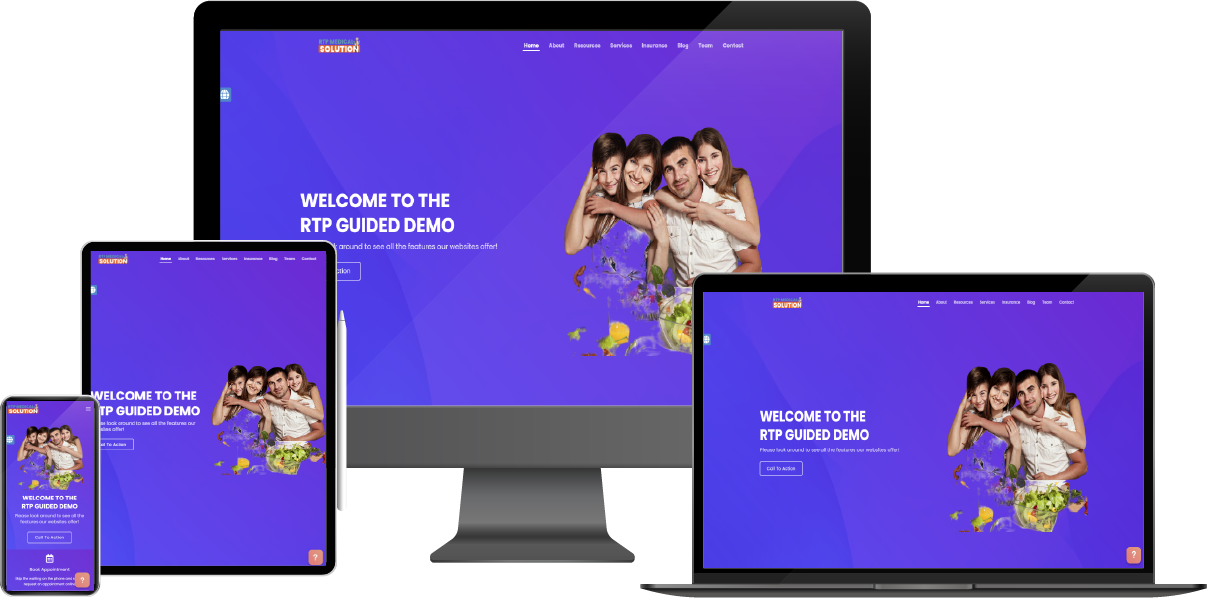 RTP MEDICAL
SOLUTION
Home About Resources Services Insurance Blog Team Contact
WELCOME TO THE
RTP GUIDED DEMO
around to see all the features our websites offer!
RTP MEDICAL
SOLUTION
Home About Resources Services Insurance Blog Team Contact
WELCOME TO THE
RTP GUIDED DEMO
look around to see all the features our
websites offer!
Call To Action
?
SOLUTION
WELCOME TO THE
RTP GUIDED DEMO
Please look around to see all the
features our websites offer!
Call To Action
Book Appointment
Skip the waiting on the phone and
request an appointment online
?
RTP MEDICAL
SOLUTION
Home About Resources Services Insurance Blog Team Contact
WELCOME TO THE
RTP GUIDED DEMO
Please look around to see all the features our websites offer!
Call To Action
?